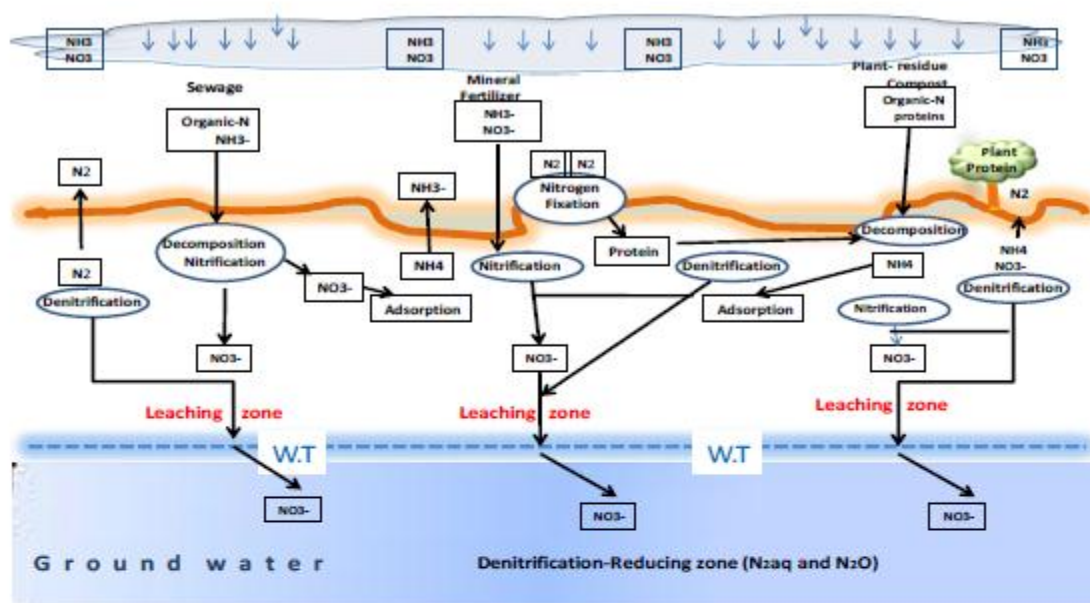 NH3
NO3
NH3
NO3
NH3
NO3
NH3
NO3
Sewage
Mineral
Fertilizer
Plant- residue
Compost
Organic-N
NH3-
NH3-
NO3-
Organic-N
proteins
N2
NH3-
N2
N2
Nitrogen
Fixation
Plant
Protein
N2
Decomposition
Nitrification
Protein
Decomposition
N2
NH4
Nitrification
Denitrification
NH4
NH4
NO3-
Denitrification
NO3-
Adsorption
Adsorption
Nitrification
Denitrification
NO3-
NO3-
NO3-
Leaching zone
Leaching zone
Leaching zone
W.T
W.T
NO3-
NO3-
NO3-
Ground water
Denitrification-Reducing zone (N2aq and N2O)